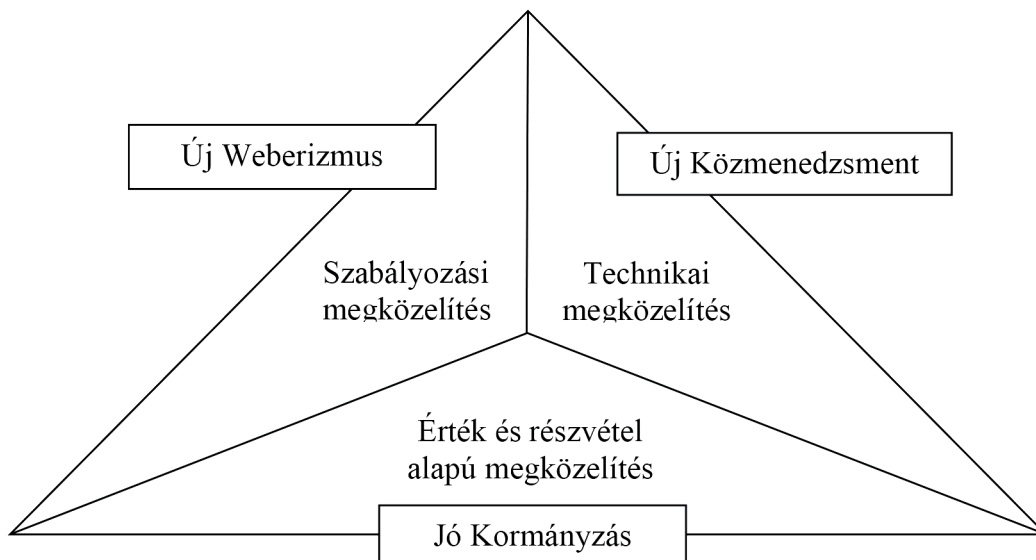 Új Weberizmus
Új Közmenedzsment
Szabályozási
megközelítés
Technikai
megközelítés
Érték és részvétel
alapú megközelítés
Jó Kormányzás